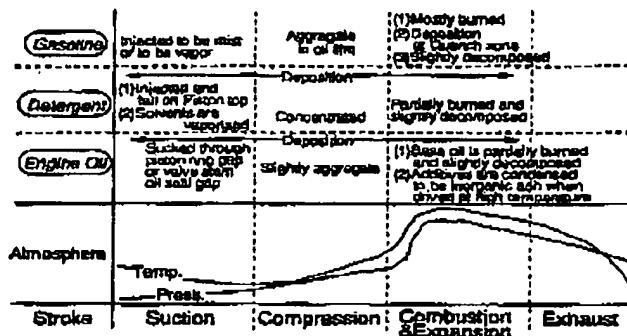 Gasoline
Injected to be mist
or to be vapor
Aggregate
in oil film
(1) Mostly burned
(2) Deposition
at Quench zone
(3) Slightly decomposed
Deposition
Detergent
(1) Injected and
fall on Piston top
(2) Solvents are
vaporized
Concentrated
Partially burned and
slightly decomposed
Deposition
Engine Oil
Sucked through
piston ring gap
or valve stem
oil seal gap
Slightly aggregate
(1) Base oil is partially burned
and slightly decomposed
(2) Additives are condensed
to be inorganic ash when
dried at high temperature
Atmosphere
Temp.
Press.
Stroke
Suction
Compression
Combustion
&Expansion
Exhaust